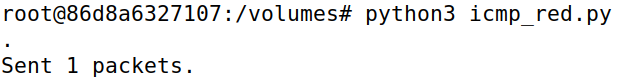 root@86d8a6327107:/volumes# python3 icmp_red.py
.
Sent 1 packets.